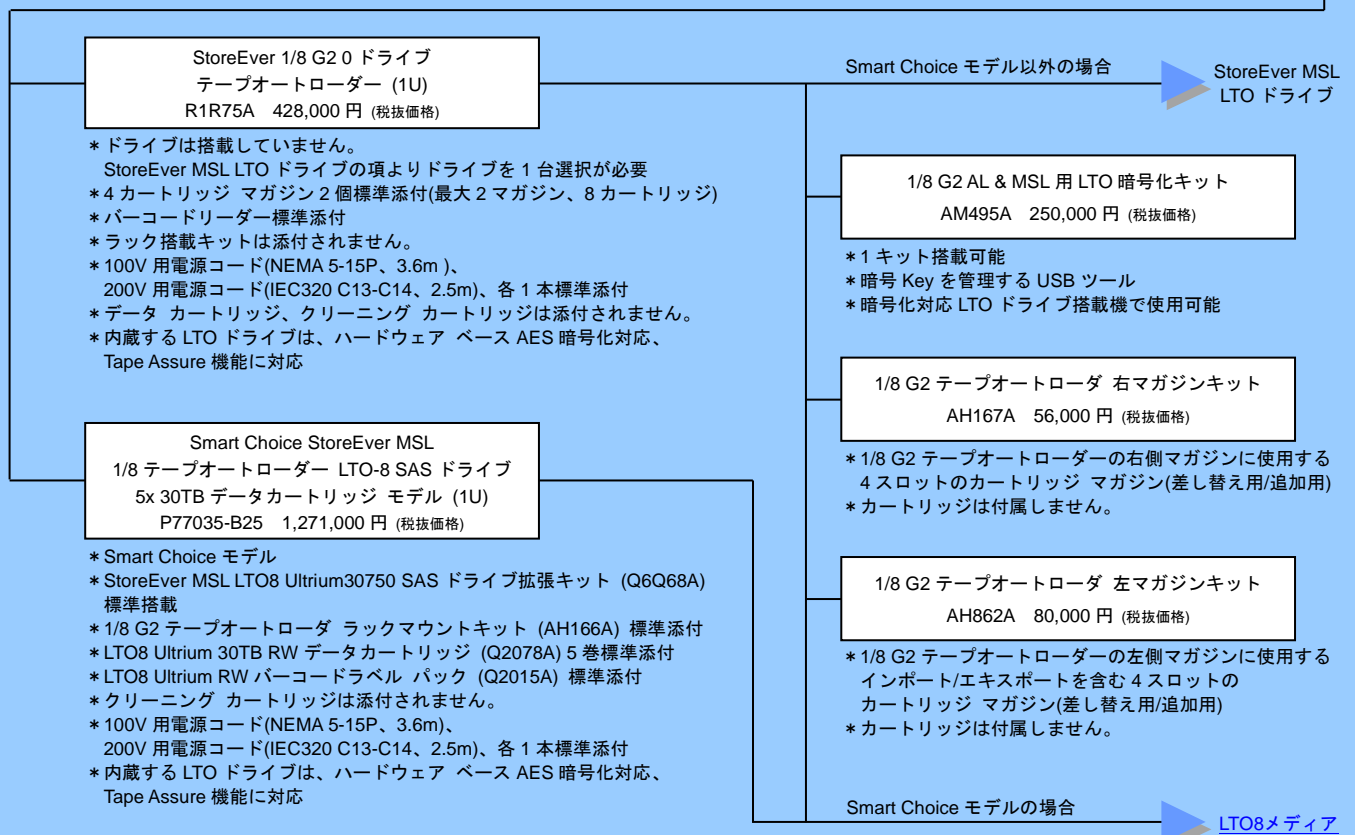 StoreEver 1/8 G2 0 ドライブ
テープオートローダー (1U)
R1R75A 428,000 円 (税抜価格)
＊ドライブは搭載していません。
StoreEver MSL LTO ドライブの項よりドライブを 1 台選択が必要
＊4 カートリッジ マガジン 2 個標準添付(最大 2 マガジン、8 カートリッジ)
＊バーコードリーダー標準添付
＊ラック搭載キットは添付されません。
＊100V 用電源コード(NEMA 5-15P、3.6m )、
200V 用電源コード(IEC320 C13-C14、2.5m)、各 1 本標準添付
＊データ カートリッジ、クリーニング カートリッジは添付されません。
＊内蔵する LTO ドライブは、ハードウェア ベース AES 暗号化対応、
Tape Assure 機能に対応
Smart Choice StoreEver MSL
1/8 テープオートローダー LTO-8 SAS ドライブ
5x 30TB データカートリッジ モデル (1U)
P77035-B25 1,271,000 円 (税抜価格)
＊Smart Choice モデル
＊StoreEver MSL LTO8 Ultrium30750 SAS ドライブ拡張キット (Q6Q68A)
標準搭載
＊1/8 G2 テープオートローダ ラックマウントキット (AH166A) 標準添付
＊LTO8 Ultrium 30TB RW データカートリッジ (Q2078A) 5 巻標準添付
＊LTO8 Ultrium RW バーコードラベル パック (Q2015A) 標準添付
＊クリーニング カートリッジは添付されません。
＊100V 用電源コード(NEMA 5-15P、3.6m)、
200V 用電源コード(IEC320 C13-C14、2.5m)、各 1 本標準添付
＊内蔵する LTO ドライブは、ハードウェア ベース AES 暗号化対応、
Tape Assure 機能に対応
Smart Choice モデル以外の場合
StoreEver MSL
LTO ドライブ
1/8 G2 AL & MSL 用 LTO 暗号化キット
AM495A 250,000 円 (税抜価格)
＊1 キット搭載可能
＊暗号 Key を管理する USB ツール
＊暗号化対応 LTO ドライブ搭載機で使用可能
1/8 G2 テープオートローダ 右マガジンキット
AH167A 56,000 円 (税抜価格)
＊1/8 G2 テープオートローダーの右側マガジンに使用する
4 スロットのカートリッジ マガジン(差し替え用/追加用)
＊カートリッジは付属しません。
1/8 G2 テープオートローダ 左マガジンキット
AH862A 80,000 円 (税抜価格)
＊1/8 G2 テープオートローダーの左側マガジンに使用する
インポート/エキスポートを含む 4 スロットの
カートリッジ マガジン(差し替え用/追加用)
＊カートリッジは付属しません。
Smart Choice モデルの場合
LTO8メディア